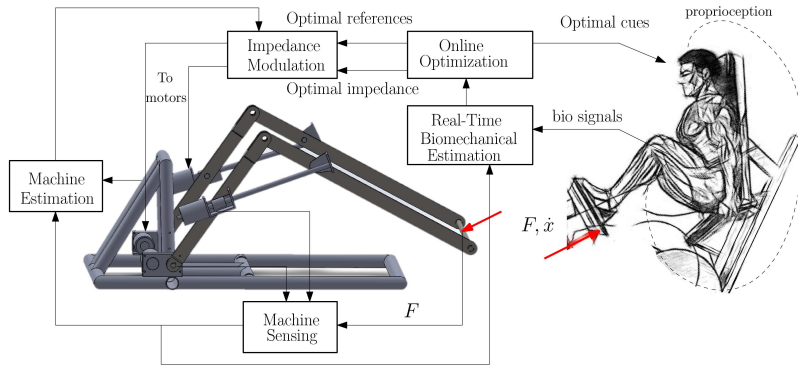 proprioception
Optimal references
Optimal cues
Impedance
Modulation
Online
Optimization
To
motors
Optimal impedance
Real-Time
Biomechanical
Estimation
bio signals
Machine
Estimation
F, ẋ
F
Machine
Sensing